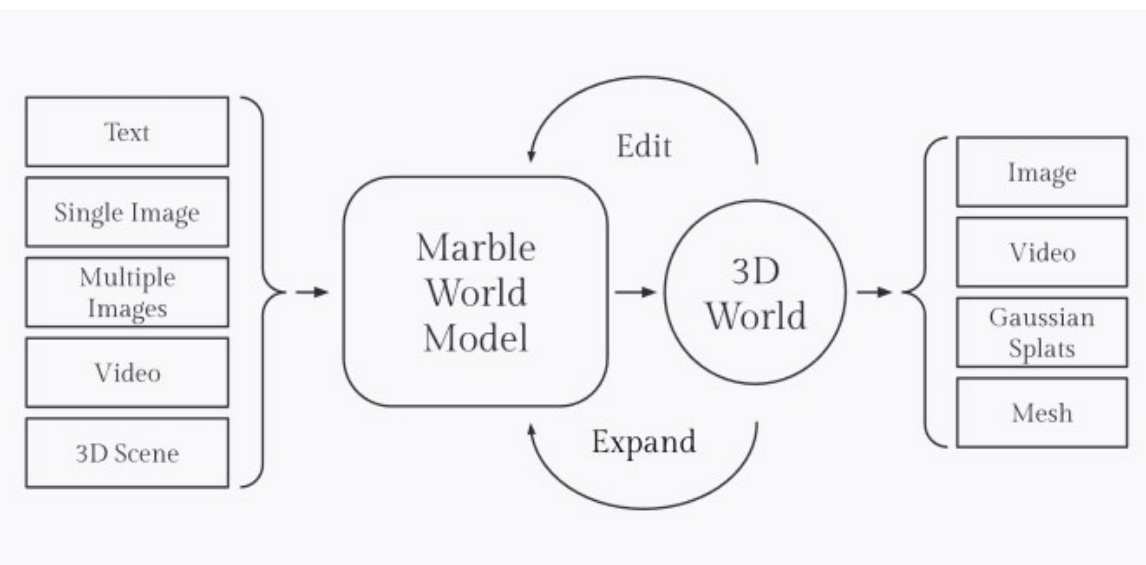 Text
Single Image
Multiple
Images
Video
3D Scene
Edit
Marble
World
Model
3D
World
Expand
Image
Video
Gaussian
Splats
Mesh